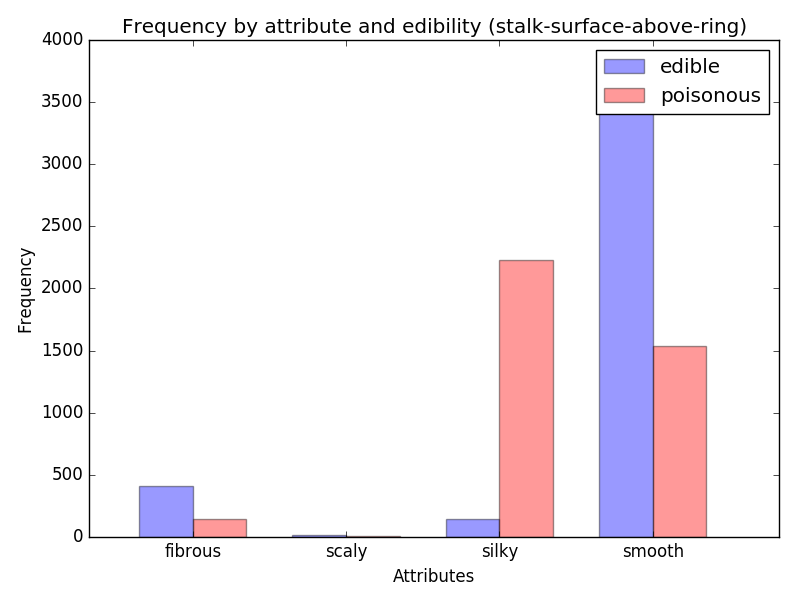 Frequency by attribute and edibility (stalk-surface-above-ring)
4000
3500
3000
2500
2000
1500
1000
500
0
Frequency
edible
poisonous
fibrous scaly silky smooth
Attributes